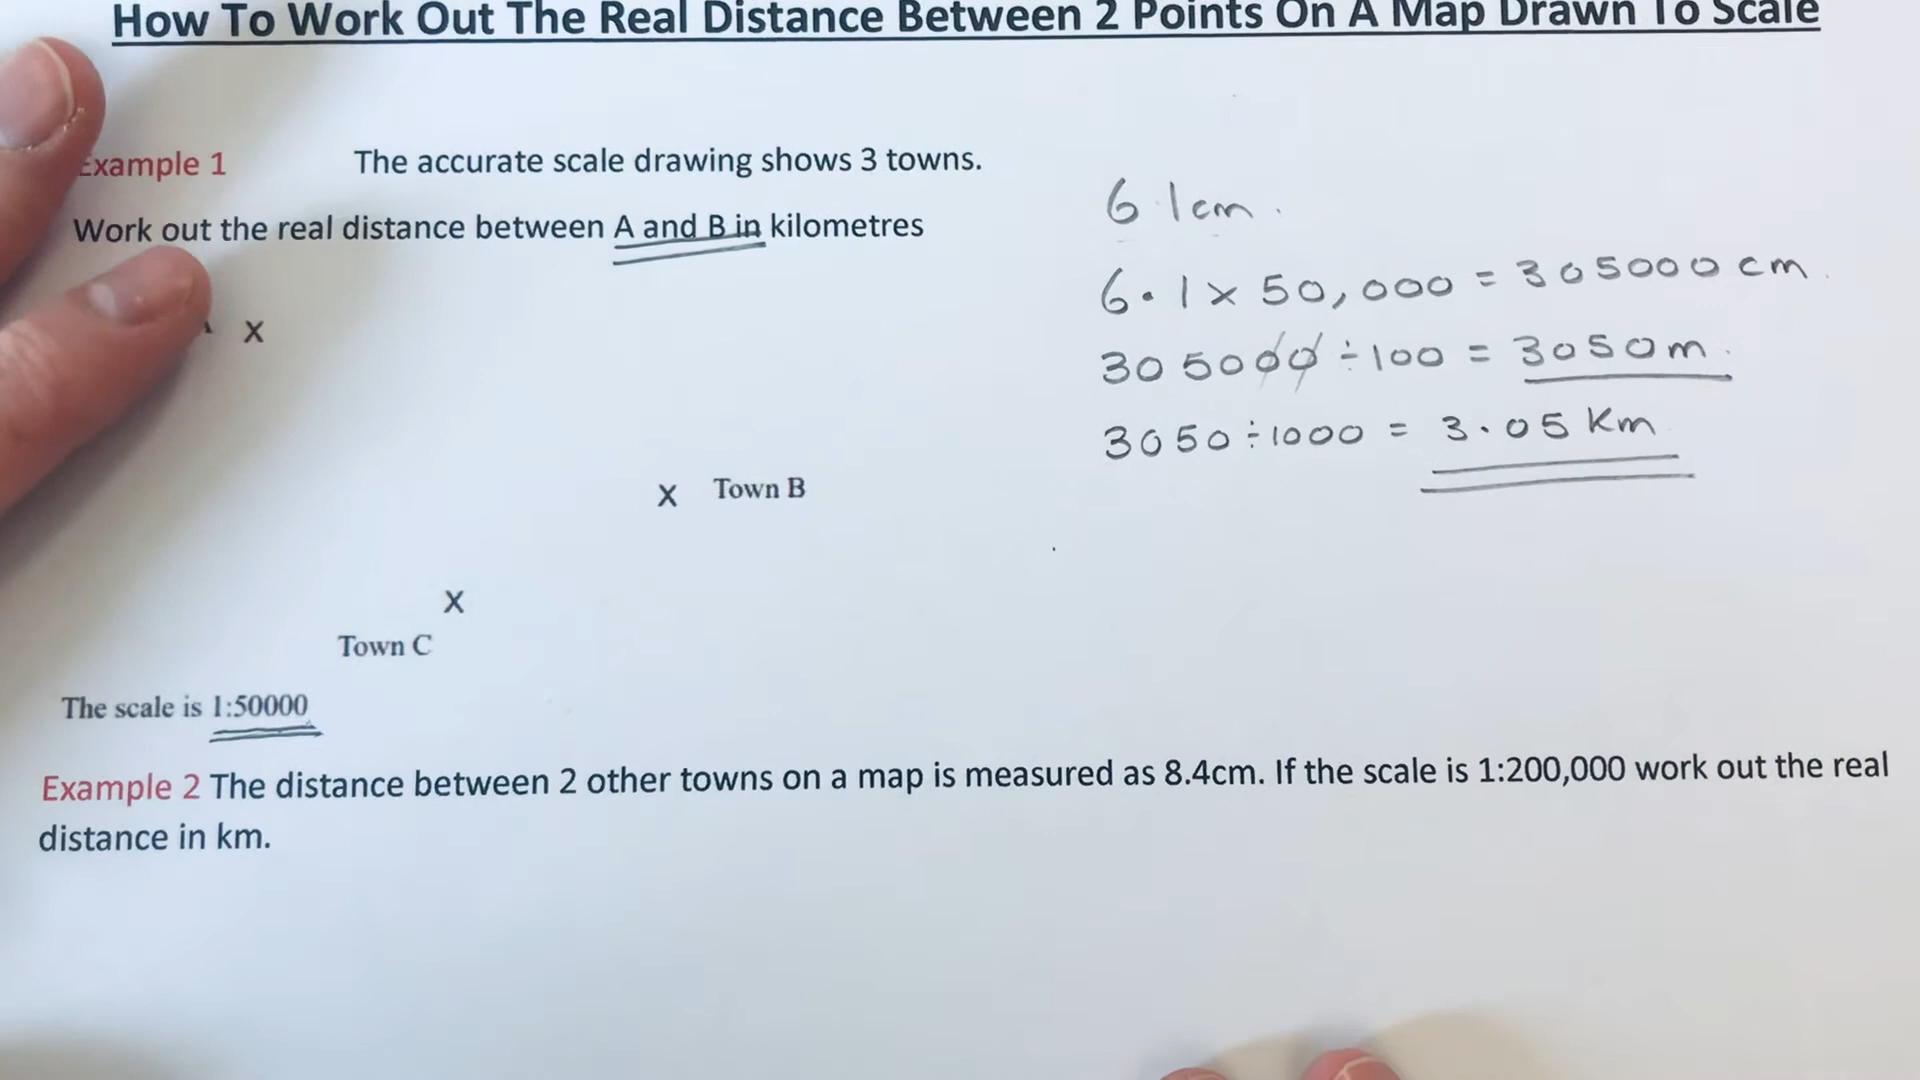 How To Work Out The Real Distance Between 2 Points On A Map Drawn To Scale
Example 1 The accurate scale drawing shows 3 towns.
Work out the real distance between A and B in kilometres
6.1cm.
6.1 x 50,000 = 305000 cm.
305000 ÷ 100 = 3050m.
3050 ÷ 1000 = 3.05 Km
X
X Town B
X
Town C
The scale is 1:50000
Example 2 The distance between 2 other towns on a map is measured as 8.4cm. If the scale is 1:200,000 work out the real
distance in km.